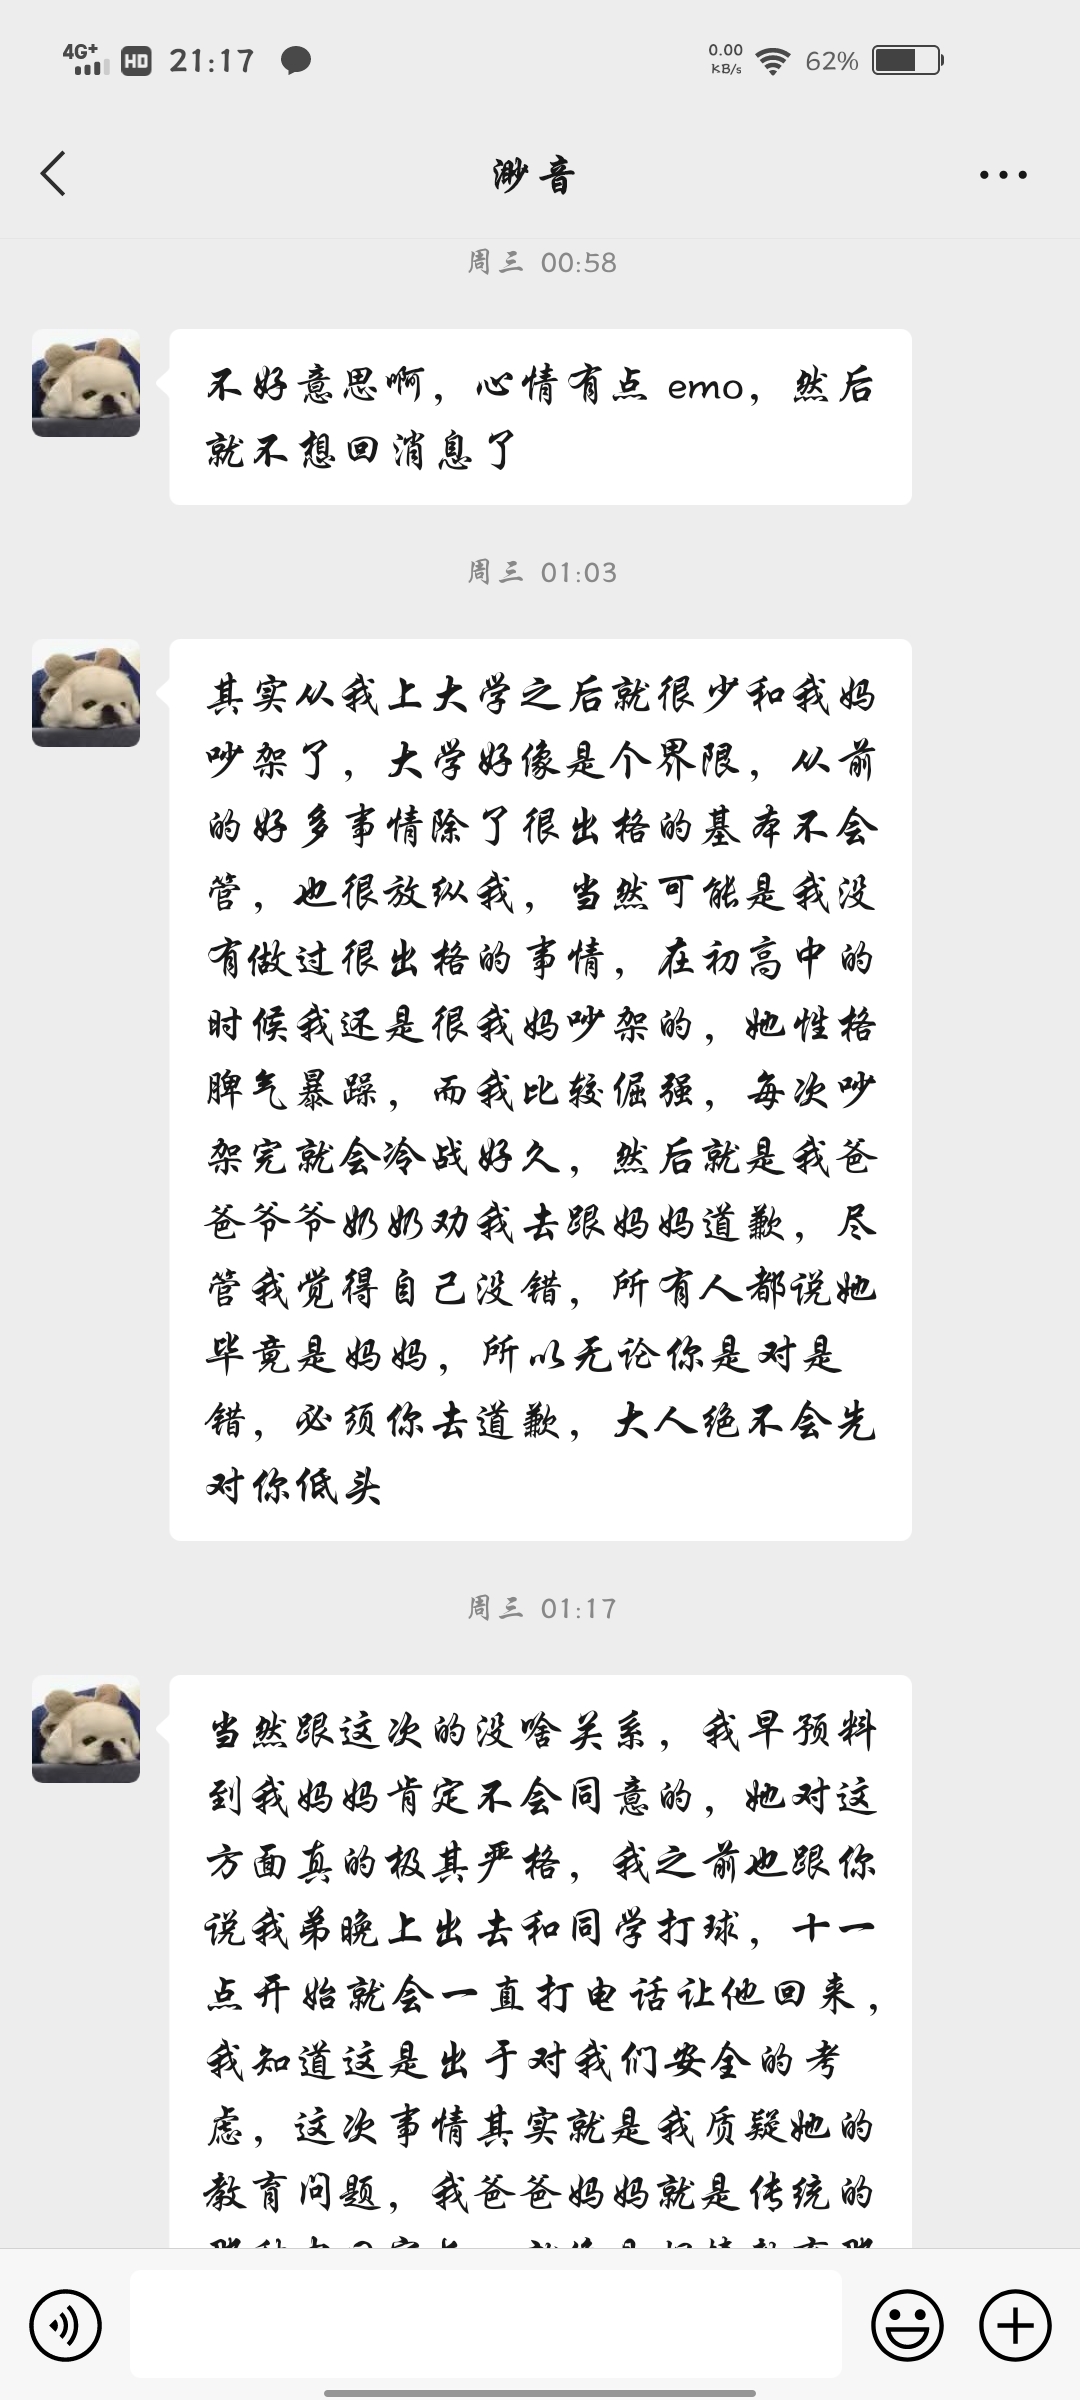 4G+ HD 21:17 0.00 KB/s 62%
渺音
周三 00:58
不好意思啊，心情有点 emo，然后
就不想回消息了
周三 01:03
其实从我上大学之后就很少和我妈
吵架了，大学好像是个界限，从前
的好多事情除了很出格的基本不会
管，也很放纵我，当然可能是我没
有做过很出格的事情，在初高中的
时候我还是很我妈吵架的，她性格
脾气暴躁，而我比较倔强，每次吵
架完就会冷战好久，然后就是我爸
爸爷爷奶奶劝我去跟妈妈道歉，尽
管我觉得自己没错，所有人都说她
毕竟是妈妈，所以无论你是对是
错，必须你去道歉，大人绝不会先
对你低头
周三 01:17
当然跟这次的没啥关系，我早预料
到我妈妈肯定不会同意的，她对这
方面真的极其严格，我之前也跟你
说我弟晚上出去和同学打球，十一
点开始就会一直打电话让他回来，
我知道这是出于对我们安全的考
虑，这次事情其实就是我质疑她的
教育问题，我爸爸妈妈就是传统的